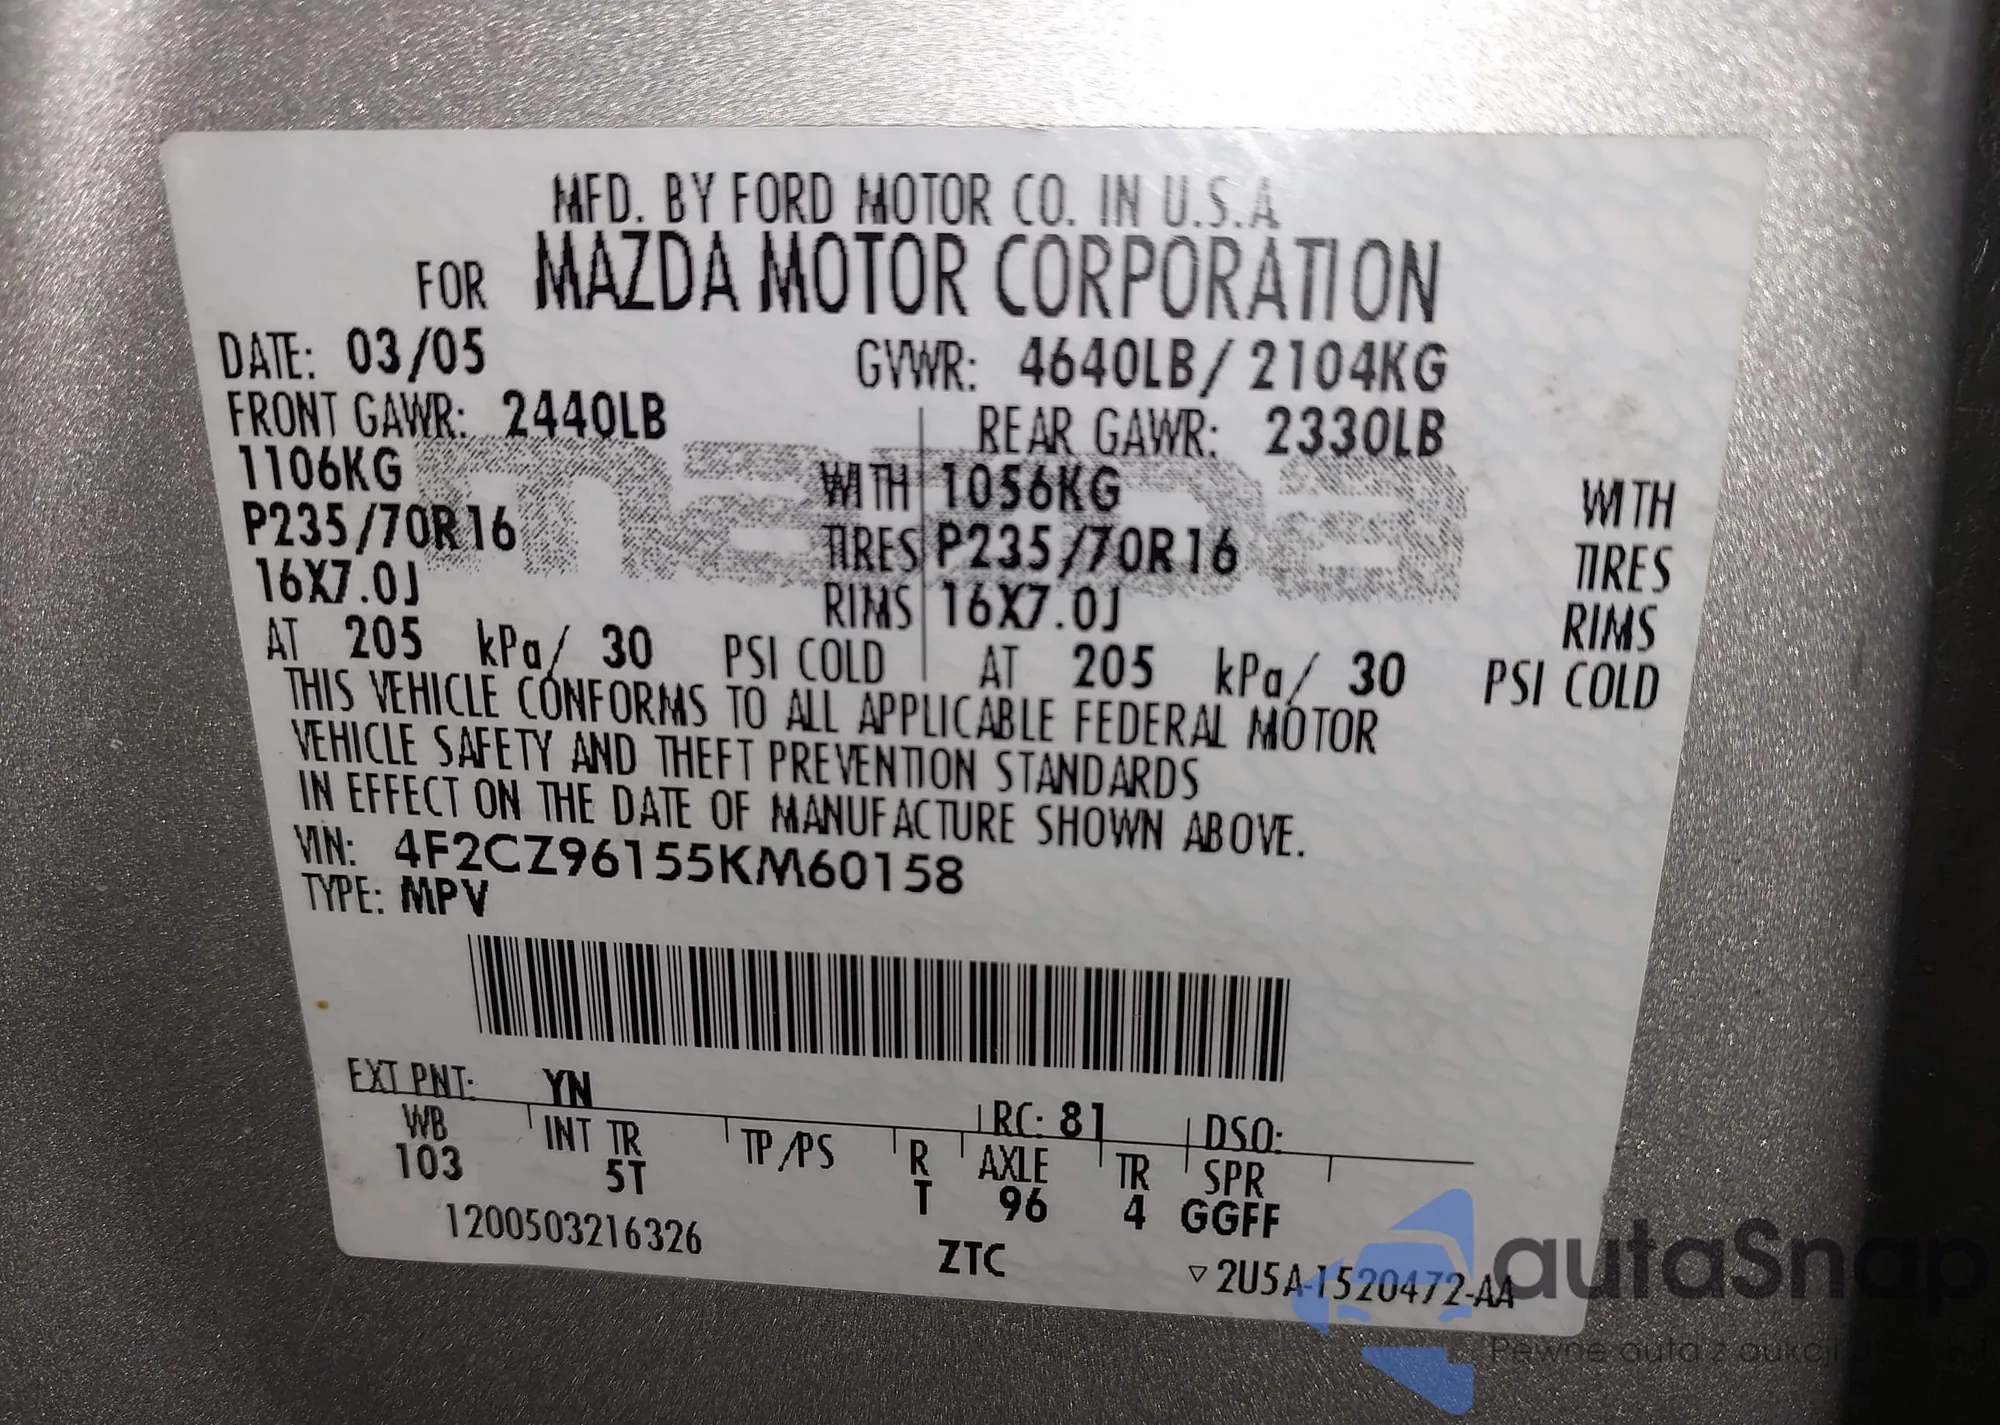 MFD. BY FORD MOTOR CO. IN U.S.A
FOR MAZDA MOTOR CORPORATION
DATE: 03/05 GVWR: 4640LB/ 2104KG
FRONT GAWR: 2440LB REAR GAWR: 2330LB
1106KG WITH 1056KG WITH
P235/70R16 TIRES P235/70R16 TIRES
16X7.0J RIMS 16X7.0J RIMS
AT 205 kPa/ 30 PSI COLD AT 205 kPa/ 30 PSI COLD
THIS VEHICLE CONFORMS TO ALL APPLICABLE FEDERAL MOTOR
VEHICLE SAFETY AND THEFT PREVENTION STANDARDS
IN EFFECT ON THE DATE OF MANUFACTURE SHOWN ABOVE.
VIN: 4F2CZ96155KM60158
TYPE: MPV
EXT PNT: YN RC: 81 DSO:
WB INT TR TP/PS R AXLE TR SPR
103 5T T 96 4 GGFF
1200503216326 ZTC ▽2U5A-1520472-AA
autaSnap
Pewne auta z aukcji